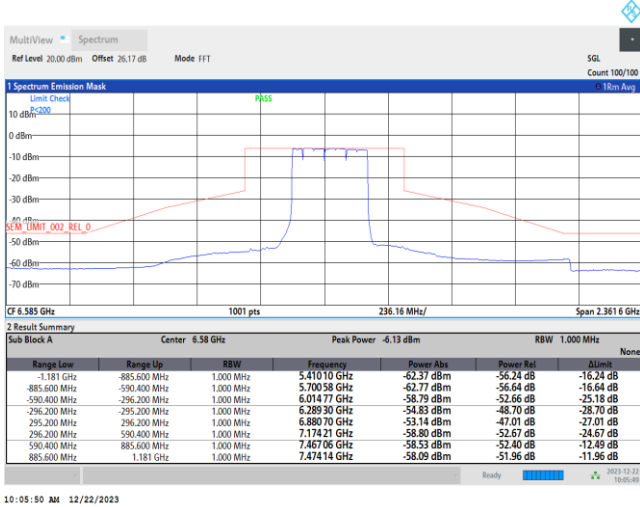 MultiView Spectrum
Ref Level 20.00 dBm Offset 26.17 dB Mode FFT SGL
Count 100/100
1 Spectrum Emission Mask 1Rm Avg
Limit Check PASS
P<200
10 dBm
0 dBm
-10 dBm
-20 dBm
-30 dBm
-40 dBm
SEM_LIMIT_002_REL_0
-50 dBm
-60 dBm
-70 dBm
CF 6.585 GHz 1001 pts 236.16 MHz/ Span 2.3616 GHz
2 Result Summary
Sub Block A Center 6.58 GHz Peak Power -6.13 dBm RBW 1.000 MHz
None
Range Low Range Up RBW Frequency Power Abs Power Rel ΔLimit
-1.181 GHz -885.600 MHz 1.000 MHz 5.41010 GHz -62.37 dBm -56.24 dB -16.24 dB
-885.600 MHz -590.400 MHz 1.000 MHz 5.70058 GHz -62.77 dBm -56.64 dB -16.64 dB
-590.400 MHz -296.200 MHz 1.000 MHz 6.01477 GHz -58.79 dBm -52.66 dB -25.18 dB
-296.200 MHz -295.200 MHz 1.000 MHz 6.28930 GHz -54.83 dBm -48.70 dB -28.70 dB
295.200 MHz 296.200 MHz 1.000 MHz 6.88070 GHz -53.14 dBm -47.01 dB -27.01 dB
296.200 MHz 590.400 MHz 1.000 MHz 7.17421 GHz -58.80 dBm -52.67 dB -24.67 dB
590.400 MHz 885.600 MHz 1.000 MHz 7.46706 GHz -58.53 dBm -52.40 dB -12.49 dB
885.600 MHz 1.181 GHz 1.000 MHz 7.47414 GHz -58.09 dBm -51.96 dB -11.96 dB
Ready 2023-12-22
10:05:49
10:05:50 AM 12/22/2023